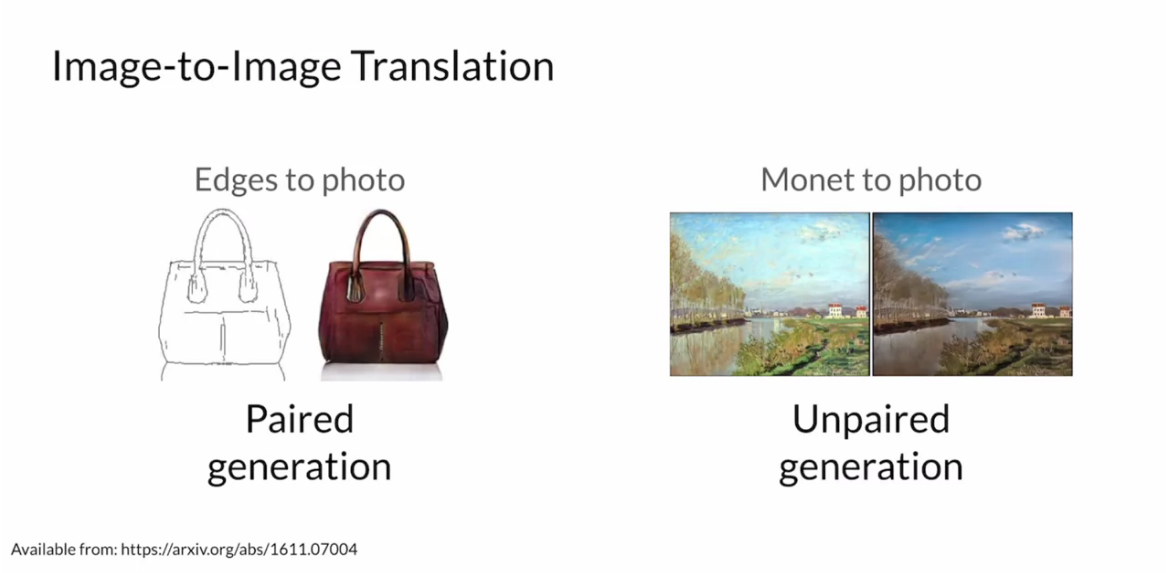 Image-to-Image Translation
Edges to photo
Paired
generation
Monet to photo
Unpaired
generation
Available from: https://arxiv.org/abs/1611.07004